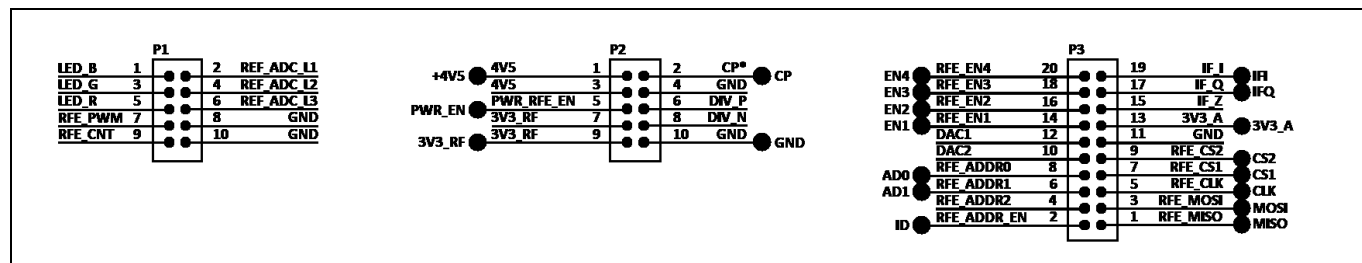 P1
LED_B 1 2 REF_ADC_L1
LED_G 3 4 REF_ADC_L2
LED_R 5 6 REF_ADC_L3
RFE_PWM 7 8 GND
RFE_CNT 9 10 GND
P2
+4V5 4V5 1 2 CP* CP
4V5 3 4 GND
PWR_EN PWR_RFE_EN 5 6 DIV_P
3V3_RF 7 8 DIV_N
3V3_RF 3V3_RF 9 10 GND GND
P3
EN4 RFE_EN4 20 19 IF_I IFI
EN3 RFE_EN3 18 17 IF_Q IFQ
EN2 RFE_EN2 16 15 IF_Z
EN1 RFE_EN1 14 13 3V3_A 3V3_A
DAC1 12 11 GND
DAC2 10 9 RFE_CS2 CS2
AD0 RFE_ADDR0 8 7 RFE_CS1 CS1
AD1 RFE_ADDR1 6 5 RFE_CLK CLK
RFE_ADDR2 4 3 RFE_MOSI MOSI
ID RFE_ADDR_EN 2 1 RFE_MISO MISO